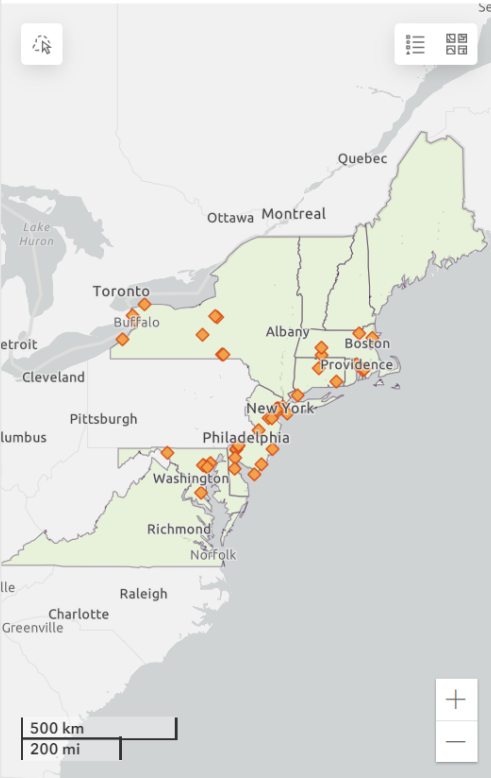 Se
Quebec
Ottawa
Montreal
Lake
Huron
Toronto
Buffalo
Albany
Boston
etroit
Providence
Cleveland
New York
Pittsburgh
Philadelphia
lumbus
Washington
Richmond
Norfolk
lle
Raleigh
Charlotte
Greenville
500 km
200 mi